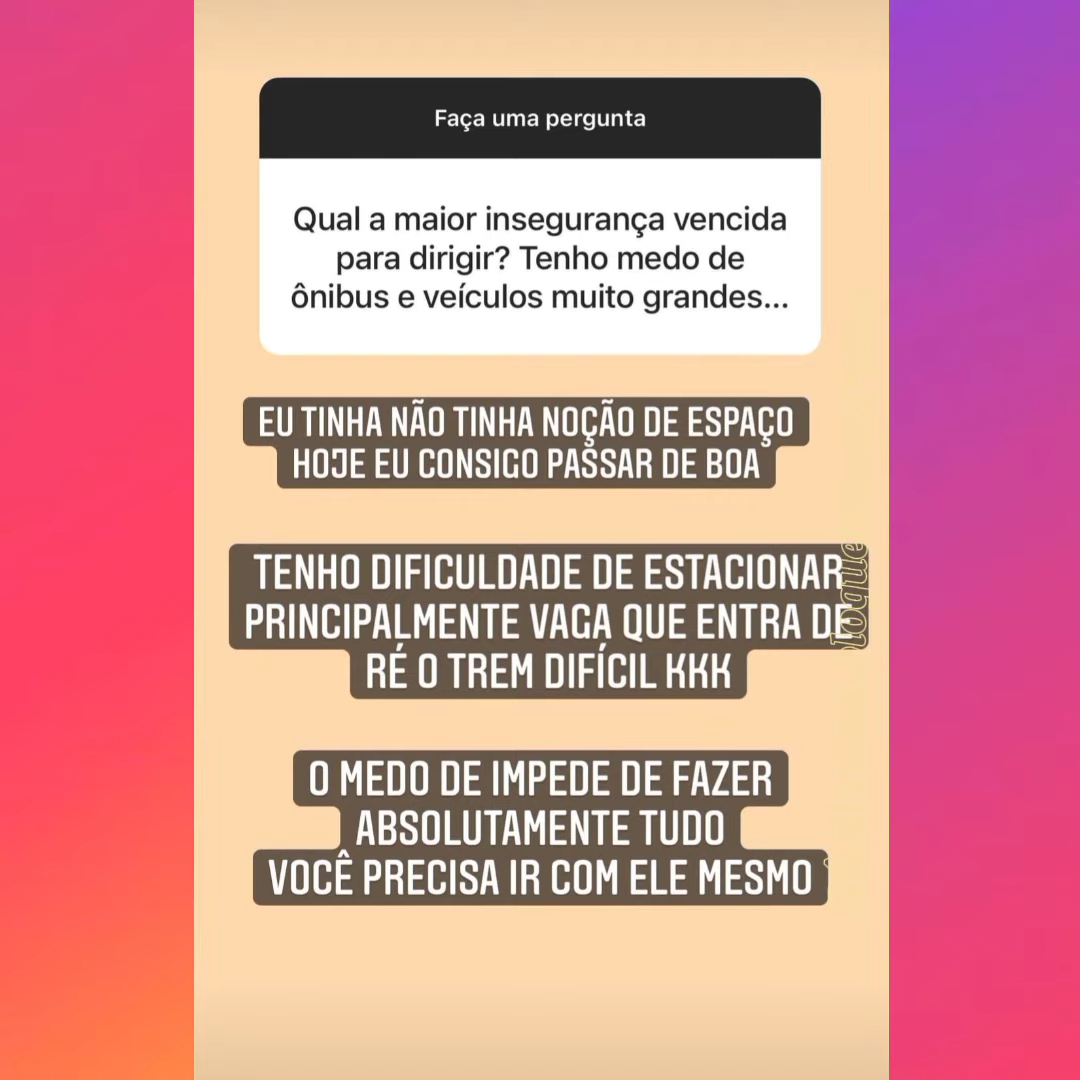 Faça uma pergunta
Qual a maior insegurança vencida
para dirigir? Tenho medo de
ônibus e veículos muito grandes...
EU TINHA NÃO TINHA NOÇÃO DE ESPAÇO
HOJE EU CONSIGO PASSAR DE BOA
TENHO DIFICULDADE DE ESTACIONAR
PRINCIPALMENTE VAGA QUE ENTRA DE
RÉ O TREM DIFÍCIL KKK
O MEDO DE IMPEDE DE FAZER
ABSOLUTAMENTE TUDO
VOCÊ PRECISA IR COM ELE MESMO